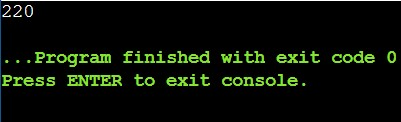 220
...Program finished with exit code 0
Press ENTER to exit console.